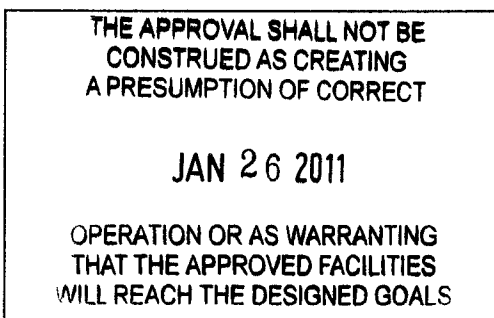 THE APPROVAL SHALL NOT BE
CONSTRUED AS CREATING
A PRESUMPTION OF CORRECT
JAN 26 2011
OPERATION OR AS WARRANTING
THAT THE APPROVED FACILITIES
WILL REACH THE DESIGNED GOALS